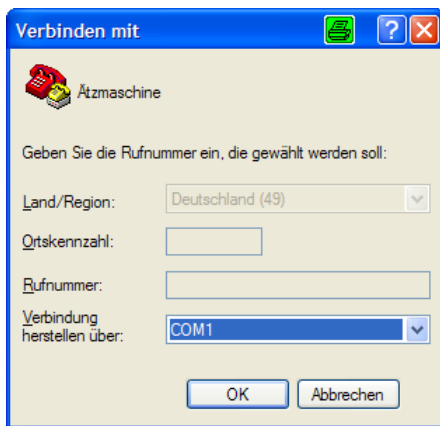 Verbinden mit
Ätzmaschine
Geben Sie die Rufnummer ein, die gewählt werden soll:
Land/Region: Deutschland (49)
Ortskennzahl:
Rufnummer:
Verbindung
herstellen über: COM1
OK Abbrechen